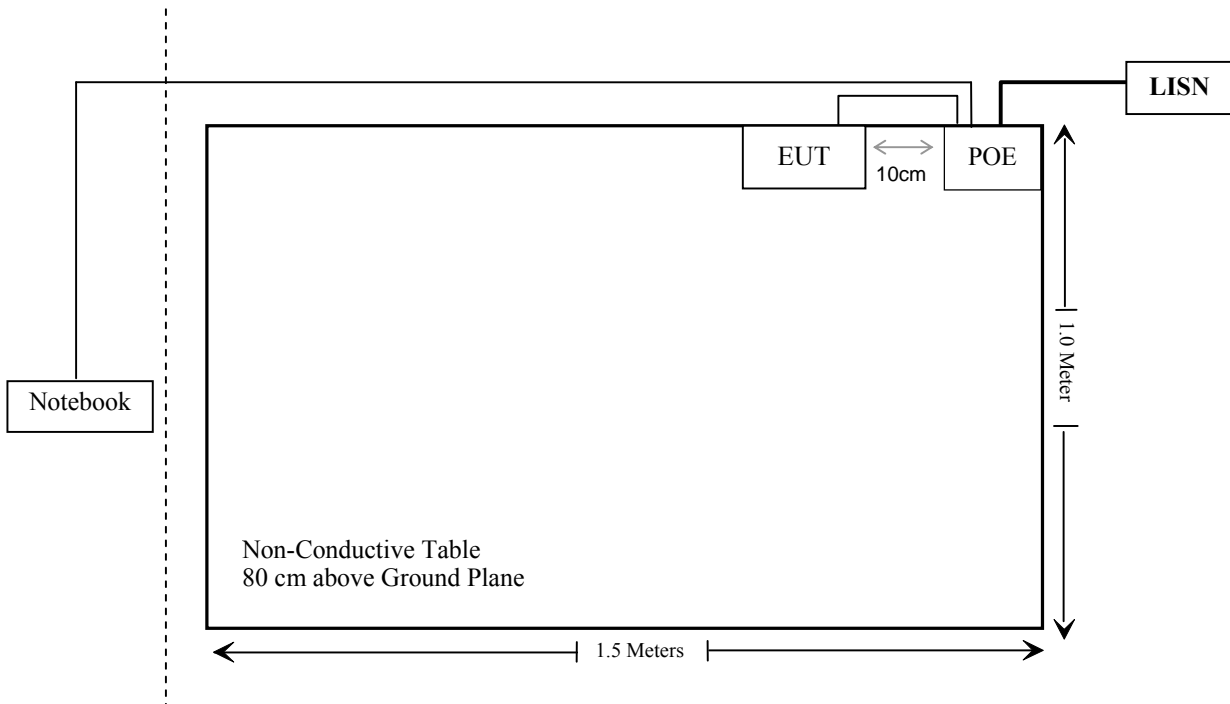 LISN
EUT
POE
10cm
1.0 Meter
Notebook
Non-Conductive Table
80 cm above Ground Plane
1.5 Meters